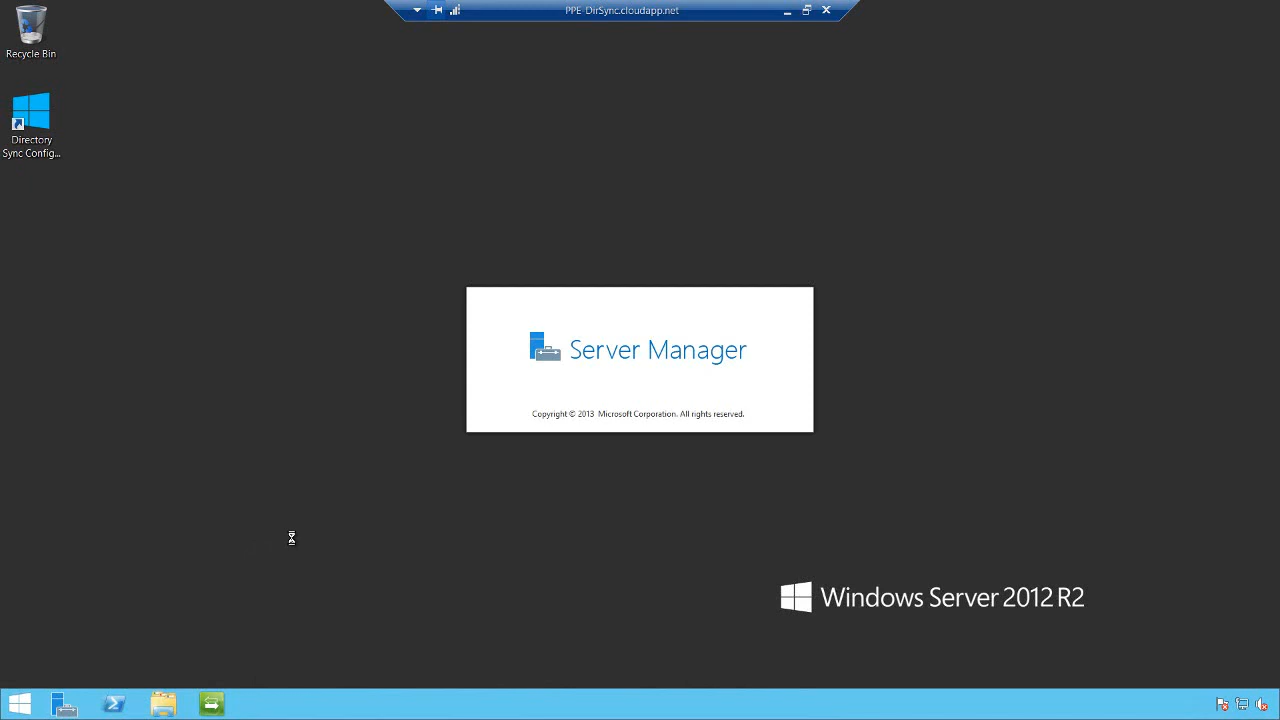 PPE-DirSync.cloudapp.net
Recycle Bin
Directory
Sync Config...
Server Manager
Copyright © 2013 Microsoft Corporation. All rights reserved.
Windows Server 2012 R2